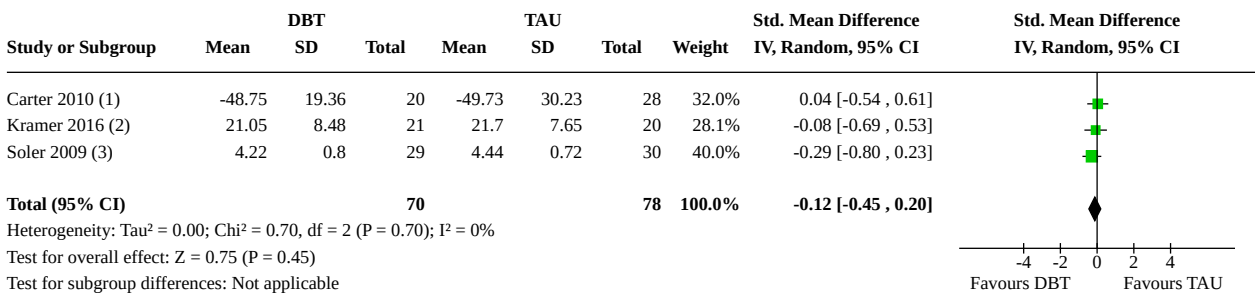 DBT TAU Std. Mean Difference Std. Mean Difference
Study or Subgroup Mean SD Total Mean SD Total Weight IV, Random, 95% CI IV, Random, 95% CI
Carter 2010 (1) -48.75 19.36 20 -49.73 30.23 28 32.0% 0.04 [-0.54 , 0.61]
Kramer 2016 (2) 21.05 8.48 21 21.7 7.65 20 28.1% -0.08 [-0.69 , 0.53]
Soler 2009 (3) 4.22 0.8 29 4.44 0.72 30 40.0% -0.29 [-0.80 , 0.23]
Total (95% CI) 70 78 100.0% -0.12 [-0.45 , 0.20]
Heterogeneity: Tau² = 0.00; Chi² = 0.70, df = 2 (P = 0.70); I² = 0%
Test for overall effect: Z = 0.75 (P = 0.45)
-4 -2 0 2 4
Test for subgroup differences: Not applicable
Favours DBT Favours TAU